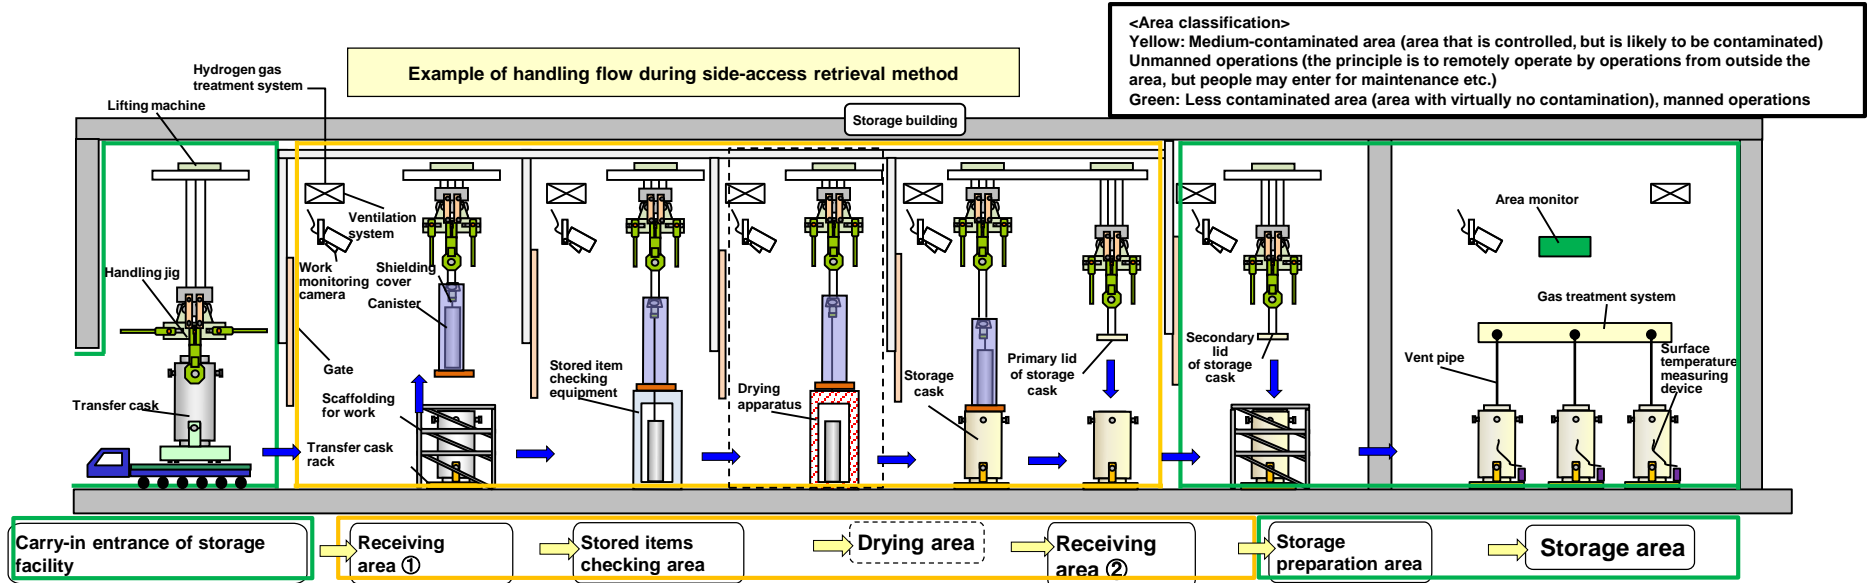 <Area classification>
Yellow: Medium-contaminated area (area that is controlled, but is likely to be contaminated)
Unmanned operations (the principle is to remotely operate by operations from outside the
area, but people may enter for maintenance etc.)
Green: Less contaminated area (area with virtually no contamination), manned operations
Example of handling flow during side-access retrieval method
Hydrogen gas
treatment system
Lifting machine
Storage building
Ventilation
system
Work
monitoring
camera
Shielding
cover
Canister
Handling jig
Gate
Scaffolding
for work
Transfer cask
Transfer cask
rack
Stored item
checking
equipment
Drying
apparatus
Storage
cask
Primary lid
of storage
cask
Secondary
lid
of storage
cask
Area monitor
Gas treatment system
Vent pipe
Surface
temperature
measuring
device
Carry-in entrance of storage
facility
Receiving
area ①
Stored items
checking area
Drying area
Receiving
area ②
Storage
preparation area
Storage area